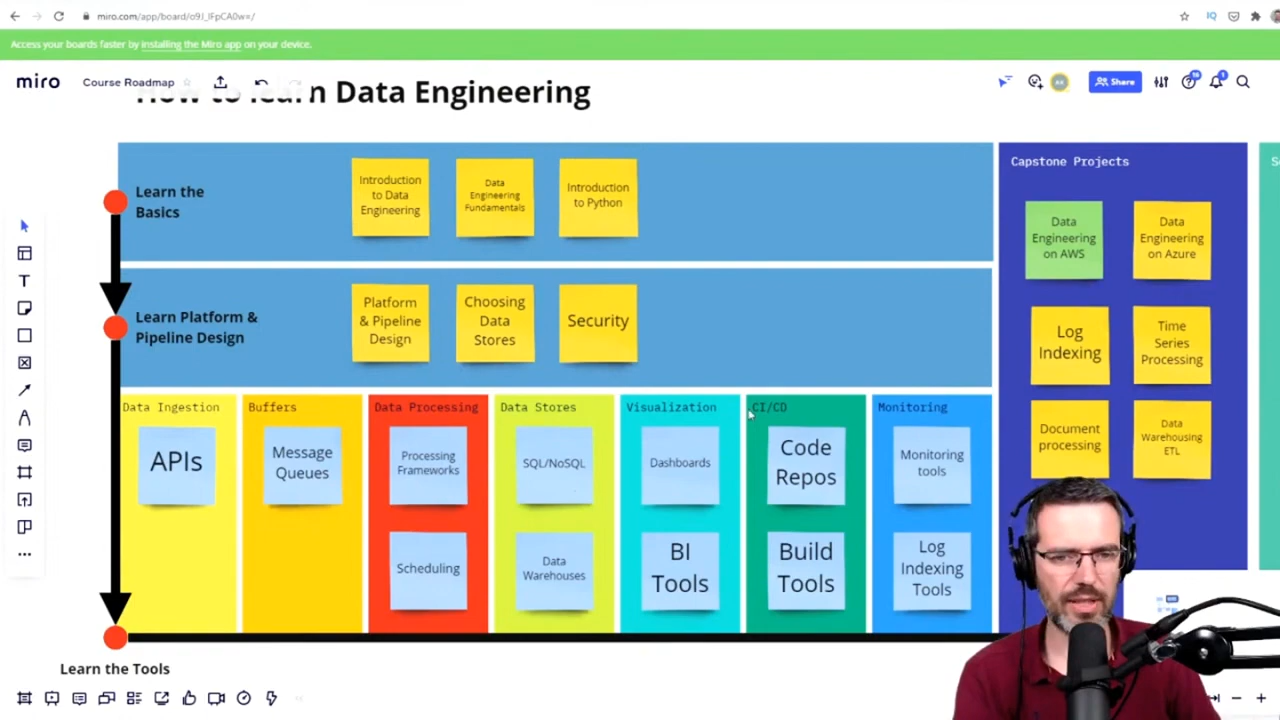 miro.com/app/board/o9J_lFpCA0w=/
Access your boards faster by installing the Miro app on your device.
miro
Course Roadmap
Share
16
1
How to learn Data Engineering
Learn the
Basics
Introduction
to Data
Engineering
Data
Engineering
Fundamentals
Introduction
to Python
Learn Platform &
Pipeline Design
Platform
& Pipeline
Design
Choosing
Data
Stores
Security
Data Ingestion
APIs
Buffers
Message
Queues
Data Processing
Processing
Frameworks
Scheduling
Data Stores
SQL/NoSQL
Data
Warehouses
Visualization
Dashboards
BI
Tools
CI/CD
Code
Repos
Build
Tools
Monitoring
Monitoring
tools
Log
Indexing
Tools
Capstone Projects
Data
Engineering
on AWS
Data
Engineering
on Azure
Log
Indexing
Time
Series
Processing
Document
processing
Data
Warehousing
ETL
Learn the Tools